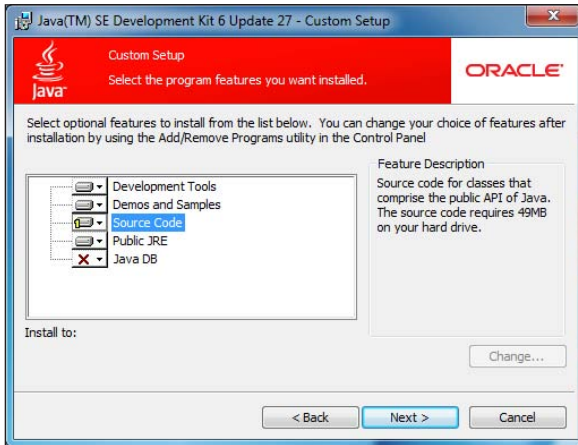 Java(TM) SE Development Kit 6 Update 27 - Custom Setup
Java
Custom Setup
Select the program features you want installed.
ORACLE
Select optional features to install from the list below. You can change your choice of features after
installation by using the Add/Remove Programs utility in the Control Panel
Development Tools
Demos and Samples
Source Code
Public JRE
Java DB
Feature Description
Source code for classes that
comprise the public API of Java.
The source code requires 49MB
on your hard drive.
Install to:
Change...
< Back
Next >
Cancel